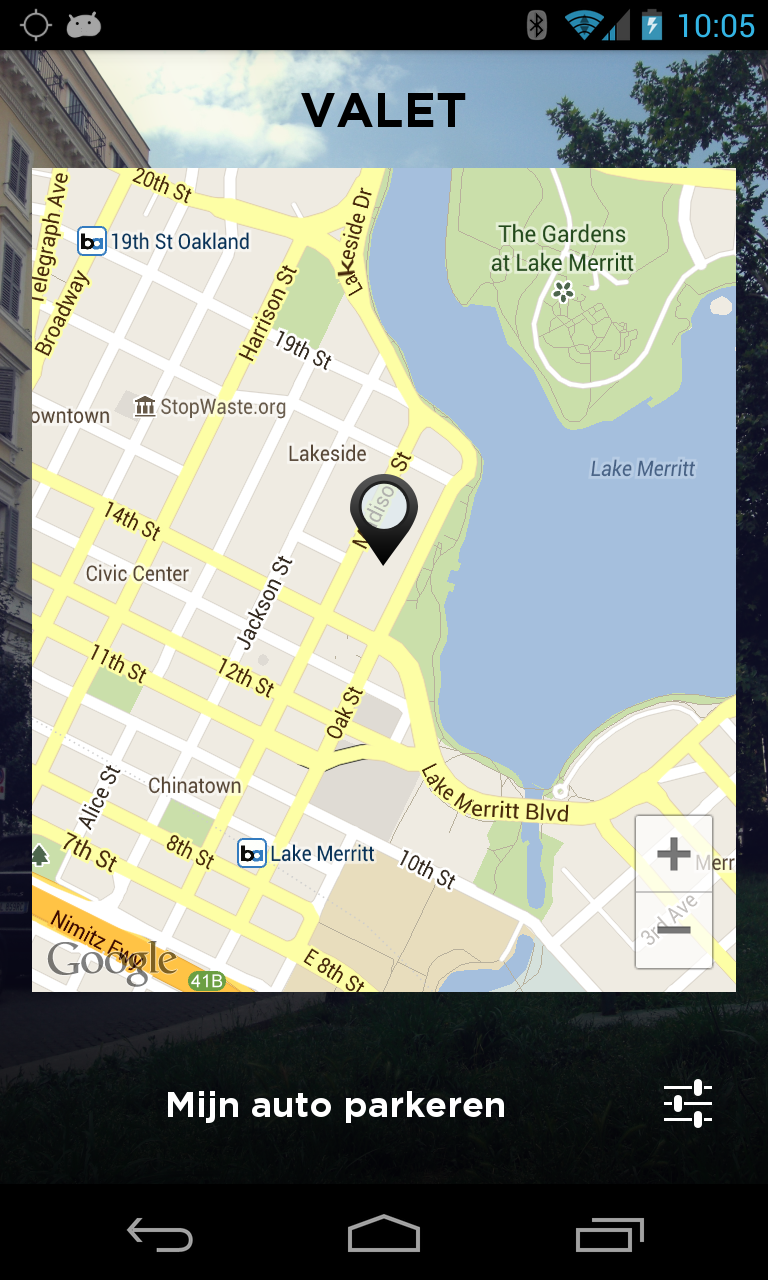 10:05
VALET
20th St
Telegraph Ave
Lakeside Dr
19th St Oakland
The Gardens
at Lake Merritt
Broadway
Harrison St
19th St
StopWaste.org
owntown
Lakeside
Lake Merritt
Madison St
14th St
Civic Center
Jackson St
11th St
12th St
Oak St
Chinatown
Alice St
Lake Merritt Blvd
7th St
8th St
ba Lake Merritt
10th St
Merr
3rd Ave
Nimitz Fwy
Google
41B
E 8th St
Mijn auto parkeren